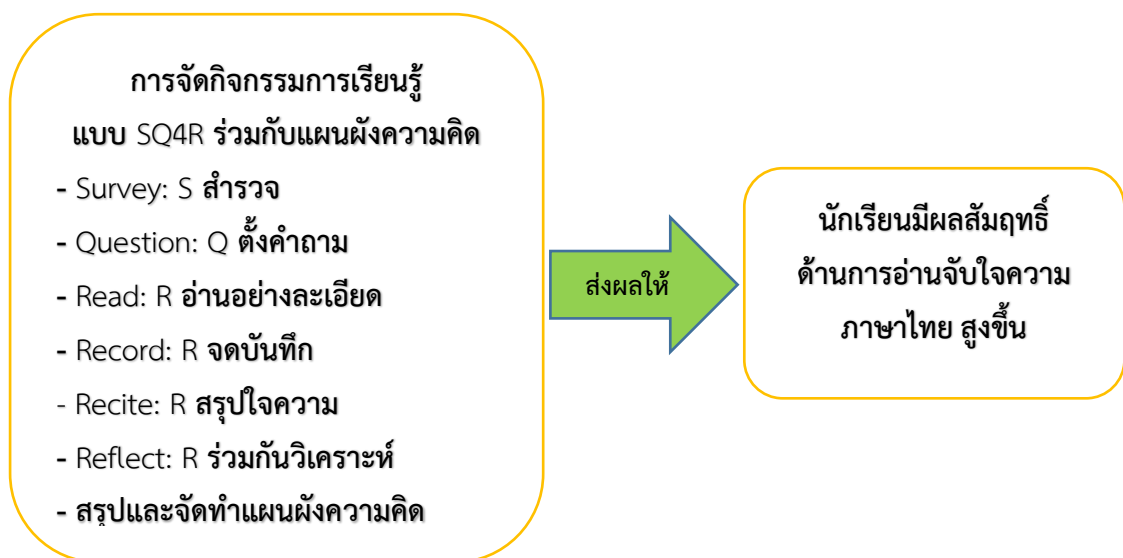 การจัดกิจกรรมการเรียนรู้
แบบ SQ4R ร่วมกับแผนผังความคิด
- Survey: S สำรวจ
- Question: Q ตั้งคำถาม
- Read: R อ่านอย่างละเอียด
- Record: R จดบันทึก
- Recite: R สรุปใจความ
- Reflect: R ร่วมกันวิเคราะห์
- สรุปและจัดทำแผนผังความคิด
ส่งผลให้
นักเรียนมีผลสัมฤทธิ์
ด้านการอ่านจับใจความ
ภาษาไทย สูงขึ้น